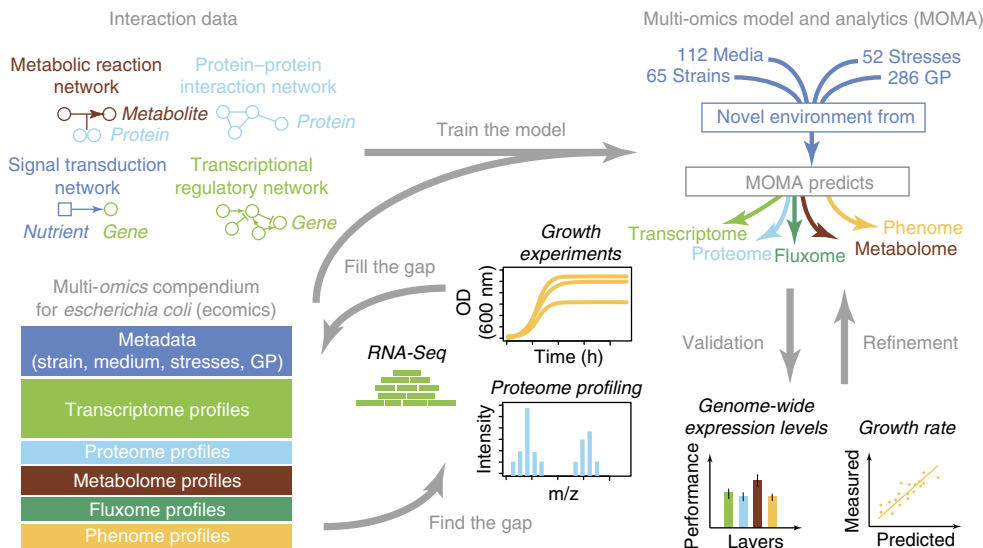 Interaction data
Metabolic reaction
network
Metabolite
Protein
Protein–protein
interaction network
Protein
Signal transduction
network
Nutrient
Gene
Transcriptional
regulatory network
Gene
Multi-omics compendium
for escherichia coli (ecomics)
Metadata
(strain, medium, stresses, GP)
Transcriptome profiles
Proteome profiles
Metabolome profiles
Fluxome profiles
Phenome profiles
Train the model
Fill the gap
Find the gap
RNA-Seq
Growth
experiments
OD
(600 nm)
Time (h)
Proteome profiling
Intensity
m/z
Multi-omics model and analytics (MOMA)
112 Media
52 Stresses
65 Strains
286 GP
Novel environment from
MOMA predicts
Transcriptome
Proteome
Fluxome
Metabolome
Phenome
Validation
Refinement
Genome-wide
expression levels
Performance
Layers
Growth rate
Measured
Predicted